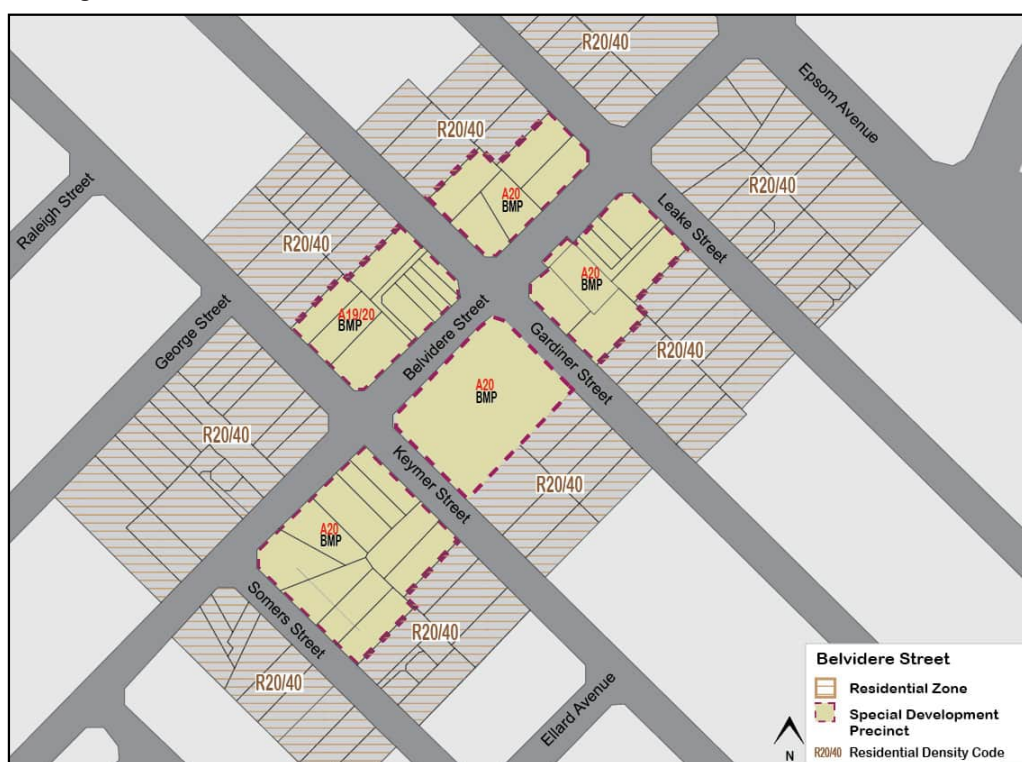 R20/40
Epsom Avenue
R20/40
A20
BMP
R20/40
Raleigh Street
Leake Street
R20/40
A20
BMP
George Street
A19/20
BMP
Belvidere Street
Gardiner Street
R20/40
A20
BMP
R20/40
Keymer Street
R20/40
A20
BMP
Somers Street
R20/40
R20/40
Ellard Avenue
Belvidere Street
Residential Zone
Special Development
Precinct
R20/40 Residential Density Code
N